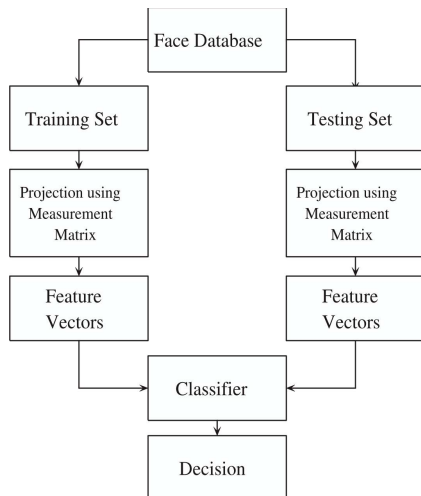 Face Database
Training Set
Testing Set
Projection using
Measurement
Matrix
Projection using
Measurement
Matrix
Feature
Vectors
Feature
Vectors
Classifier
Decision